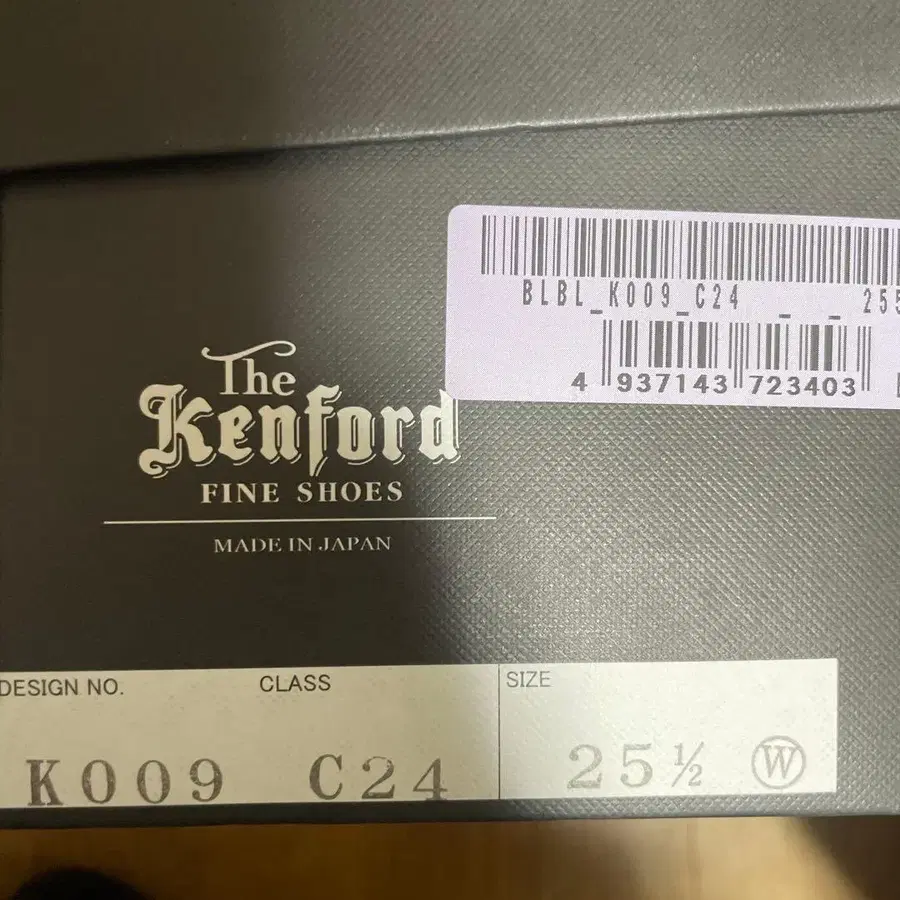 BLBL_K009_C24 _ _ 255
4 937143 723403
The
Kenford
FINE SHOES
MADE IN JAPAN
DESIGN NO. CLASS SIZE
K009 C24 25½ W